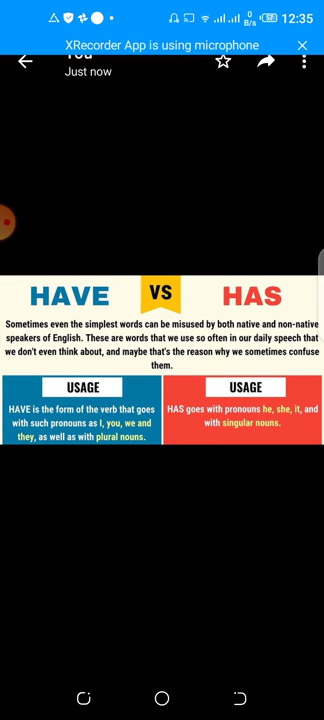 0
B/s
57
12:35
XRecorder App is using microphone
You
Just now
HAVE VS HAS
Sometimes even the simplest words can be misused by both native and non-native
speakers of English. These are words that we use so often in our daily speech that
we don't even think about, and maybe that's the reason why we sometimes confuse
them.
USAGE
HAVE is the form of the verb that goes
with such pronouns as I, you, we and
they, as well as with plural nouns.
USAGE
HAS goes with pronouns he, she, it, and
with singular nouns.